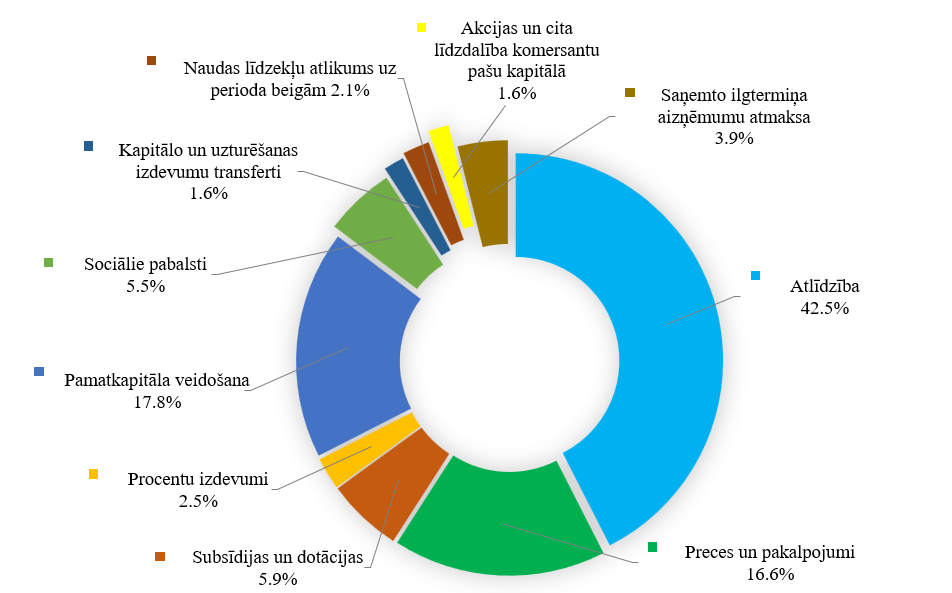 Akcijas un cita
līdzdalība komersantu
pašu kapitālā
1.6%
Saņemto ilgtermiņa
aizņēmumu atmaksa
3.9%
Atlīdzība
42.5%
Preces un pakalpojumi
16.6%
Subsīdijas un dotācijas
5.9%
Procentu izdevumi
2.5%
Pamatkapitāla veidošana
17.8%
Sociālie pabalsti
5.5%
Kapitālo un uzturēšanas
izdevumu transferti
1.6%
Naudas līdzekļu atlikums uz
perioda beigām 2.1%